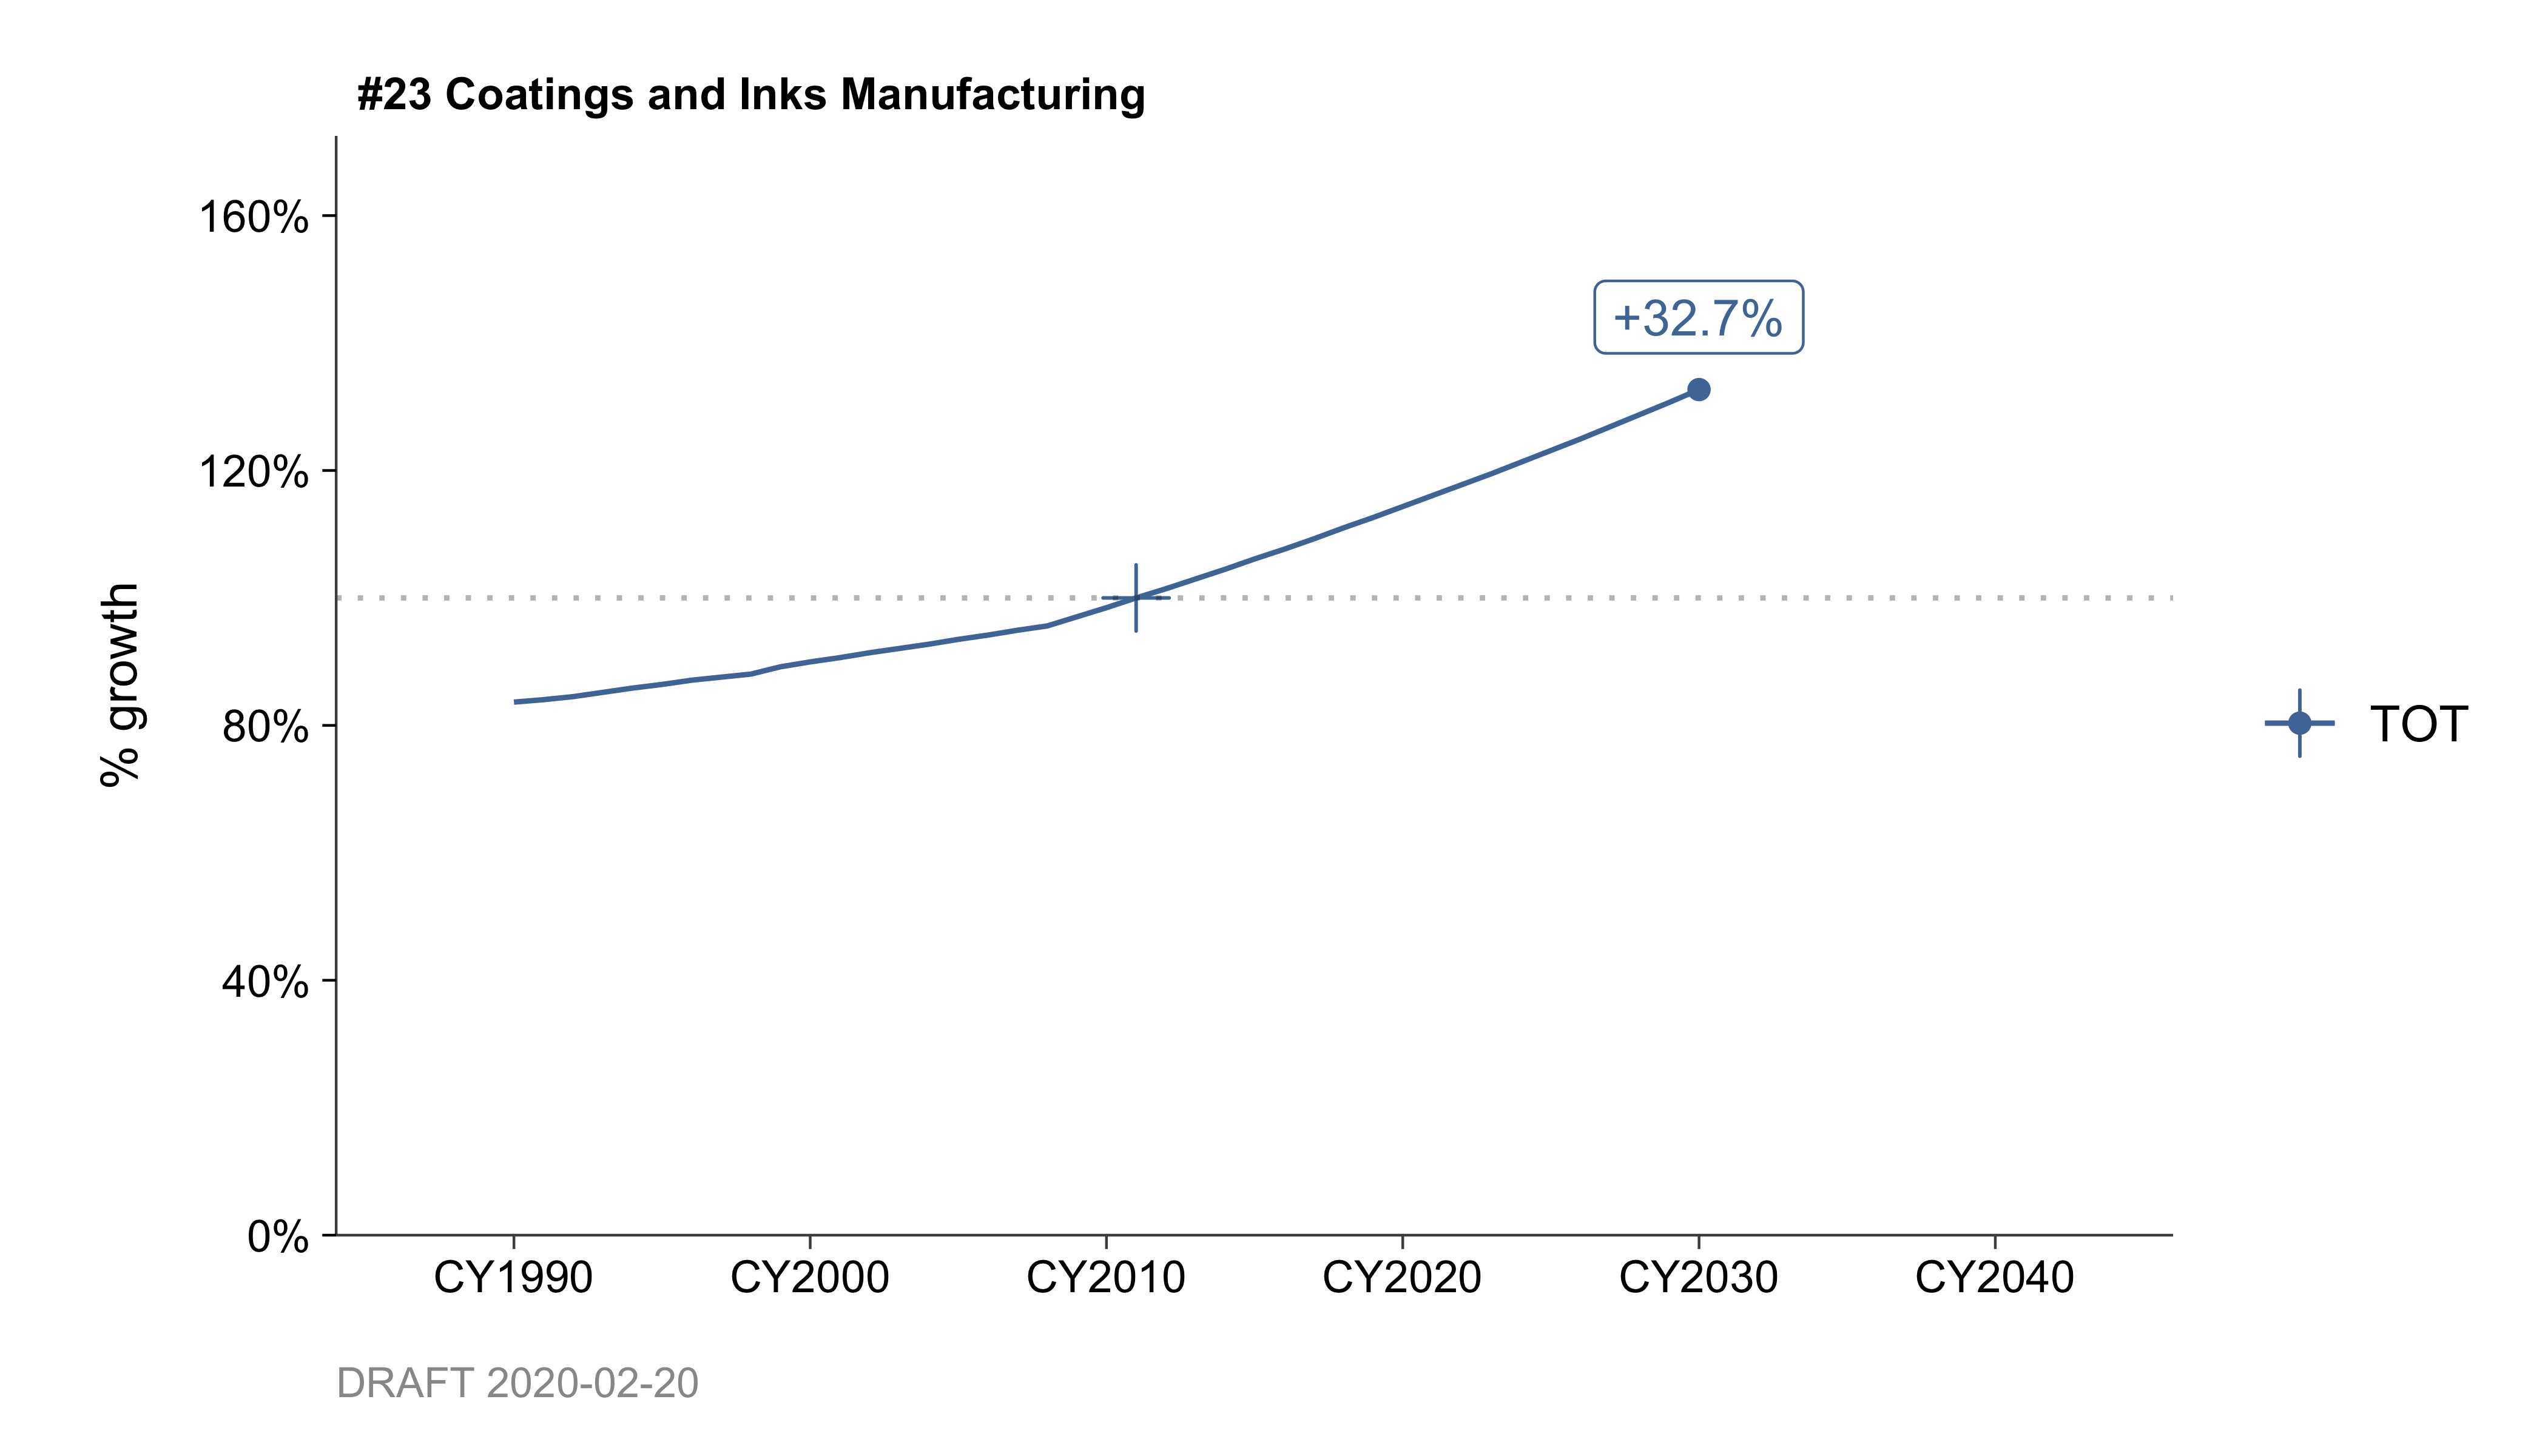 #23 Coatings and Inks Manufacturing
160%
+32.7%
120%
% growth
80%
TOT
40%
0%
CY1990 CY2000 CY2010 CY2020 CY2030 CY2040
DRAFT 2020-02-20